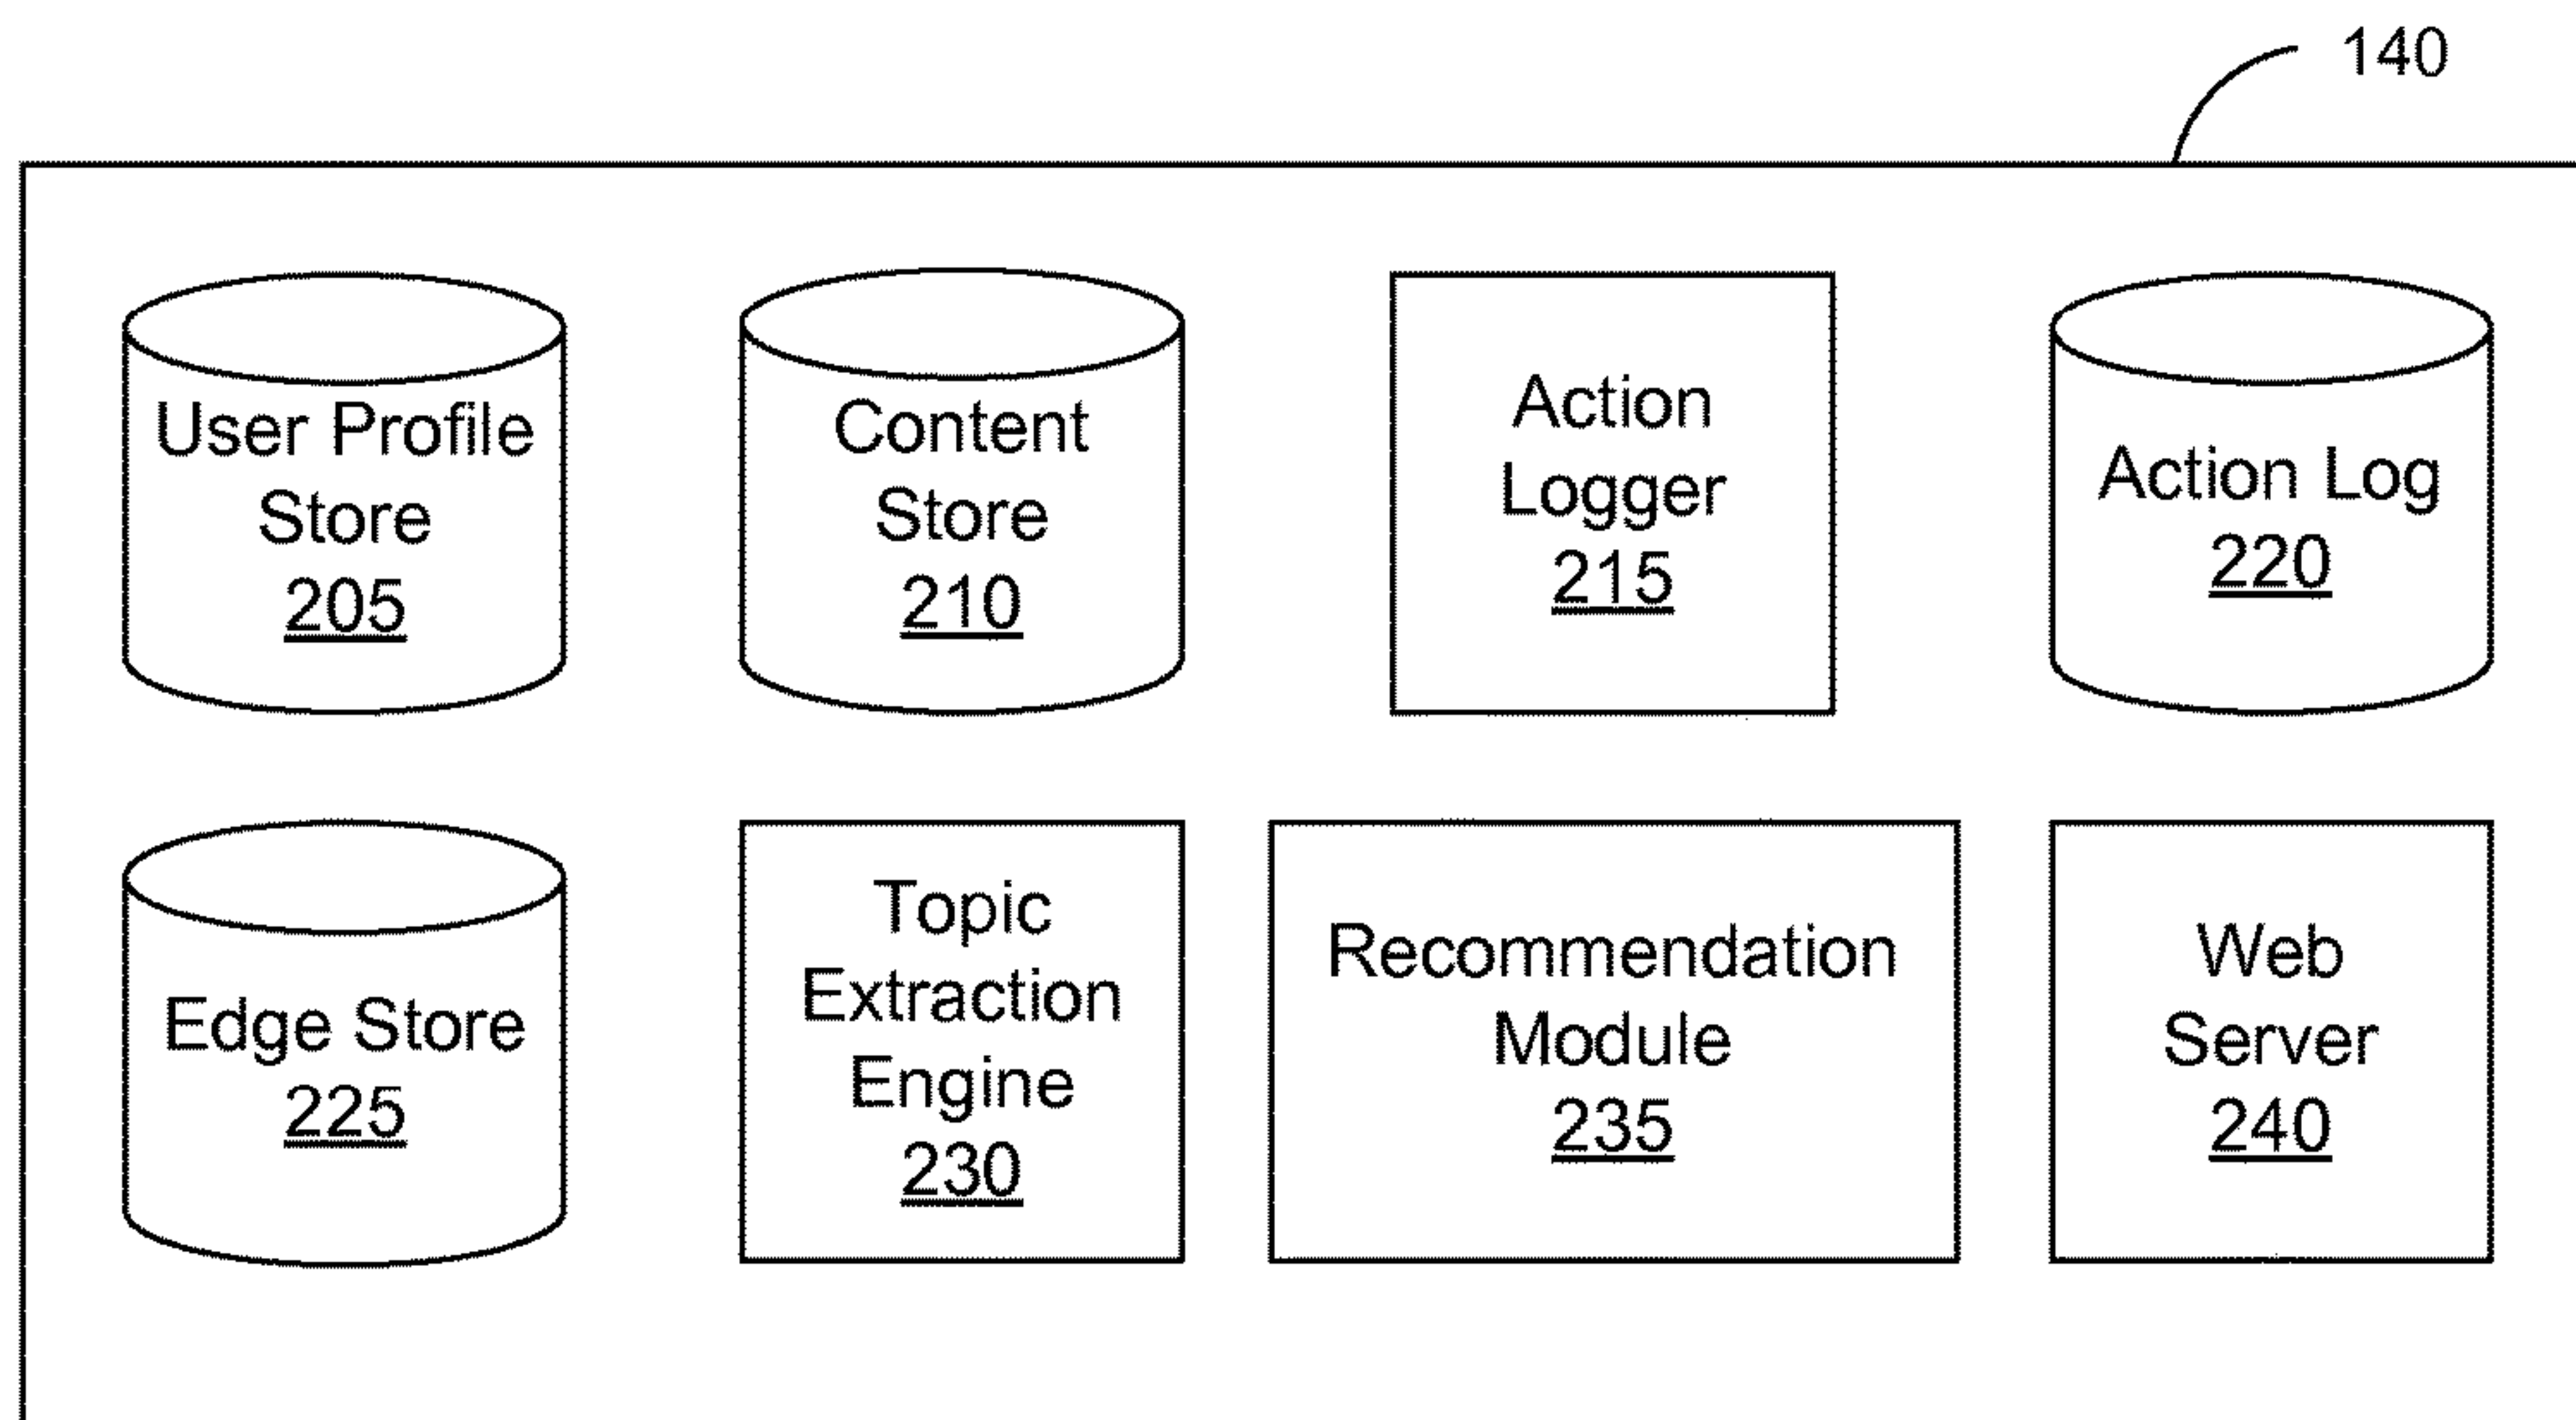 140
User Profile
Store
205
Content
Store
210
Action
Logger
215
Action Log
220
Edge Store
225
Topic
Extraction
Engine
230
Recommendation
Module
235
Web
Server
240